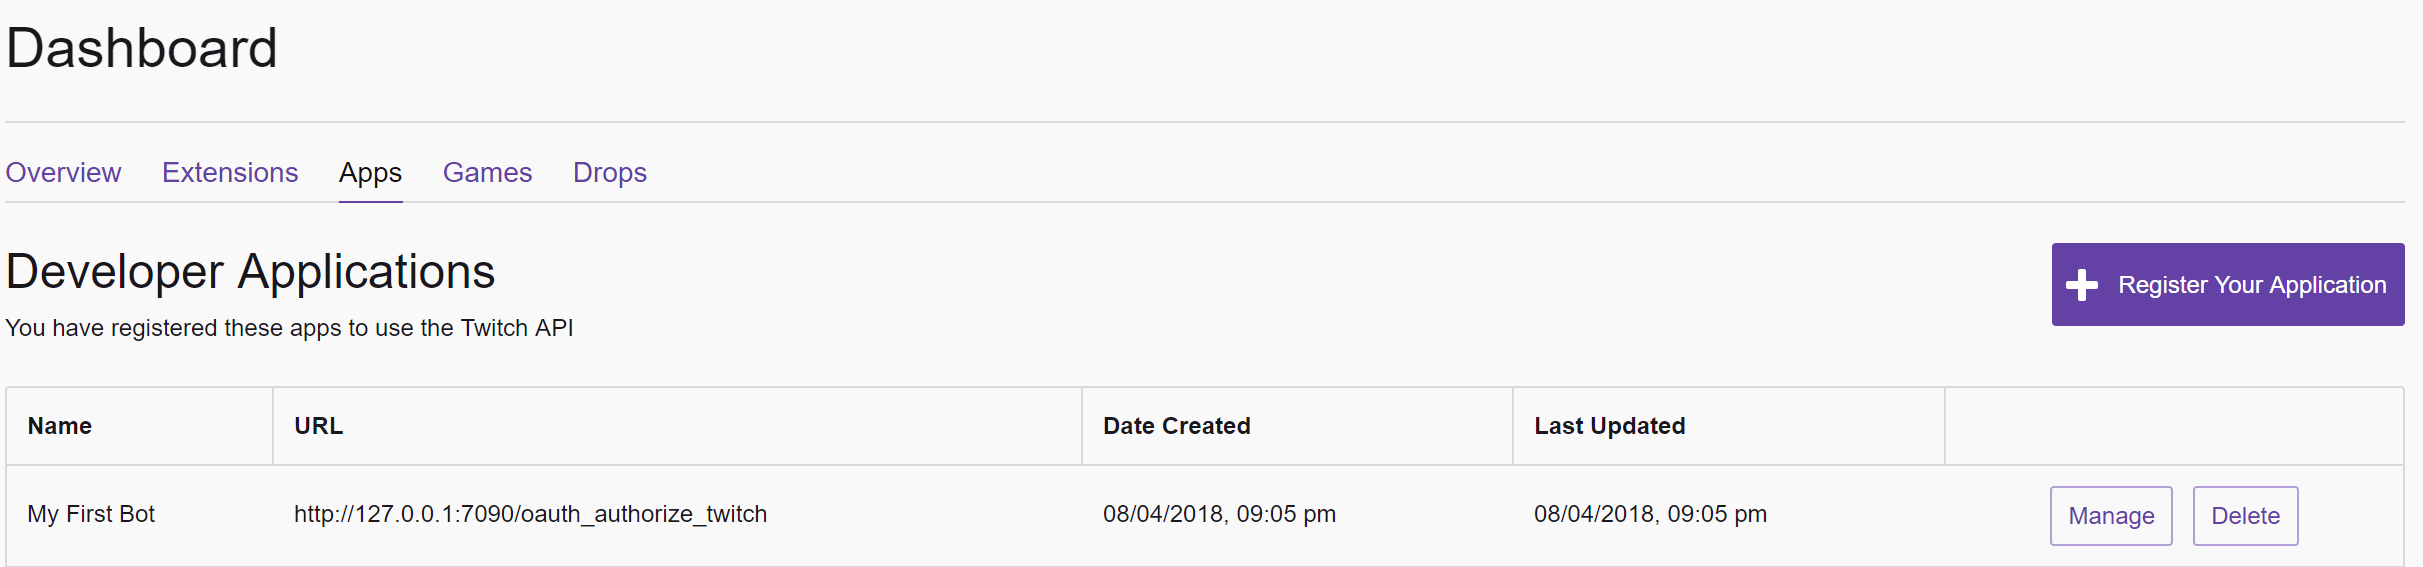 Dashboard
Overview Extensions Apps Games Drops
Developer Applications
Register Your Application
You have registered these apps to use the Twitch API
Name URL Date Created Last Updated
My First Bot http://127.0.0.1:7090/oauth_authorize_twitch 08/04/2018, 09:05 pm 08/04/2018, 09:05 pm Manage Delete